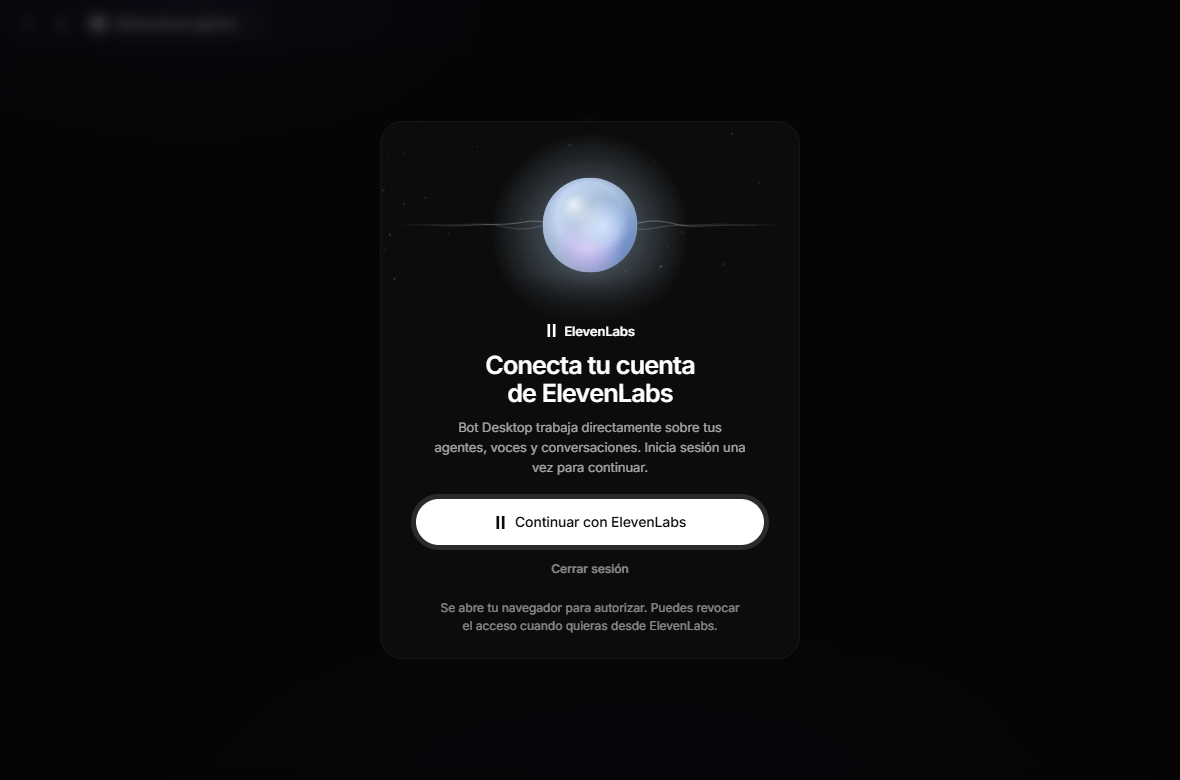 ElevenLabs
Conecta tu cuenta
de ElevenLabs
Bot Desktop trabaja directamente sobre tus
agentes, voces y conversaciones. Inicia sesión una
vez para continuar.
Continuar con ElevenLabs
Cerrar sesión
Se abre tu navegador para autorizar. Puedes revocar
el acceso cuando quieras desde ElevenLabs.